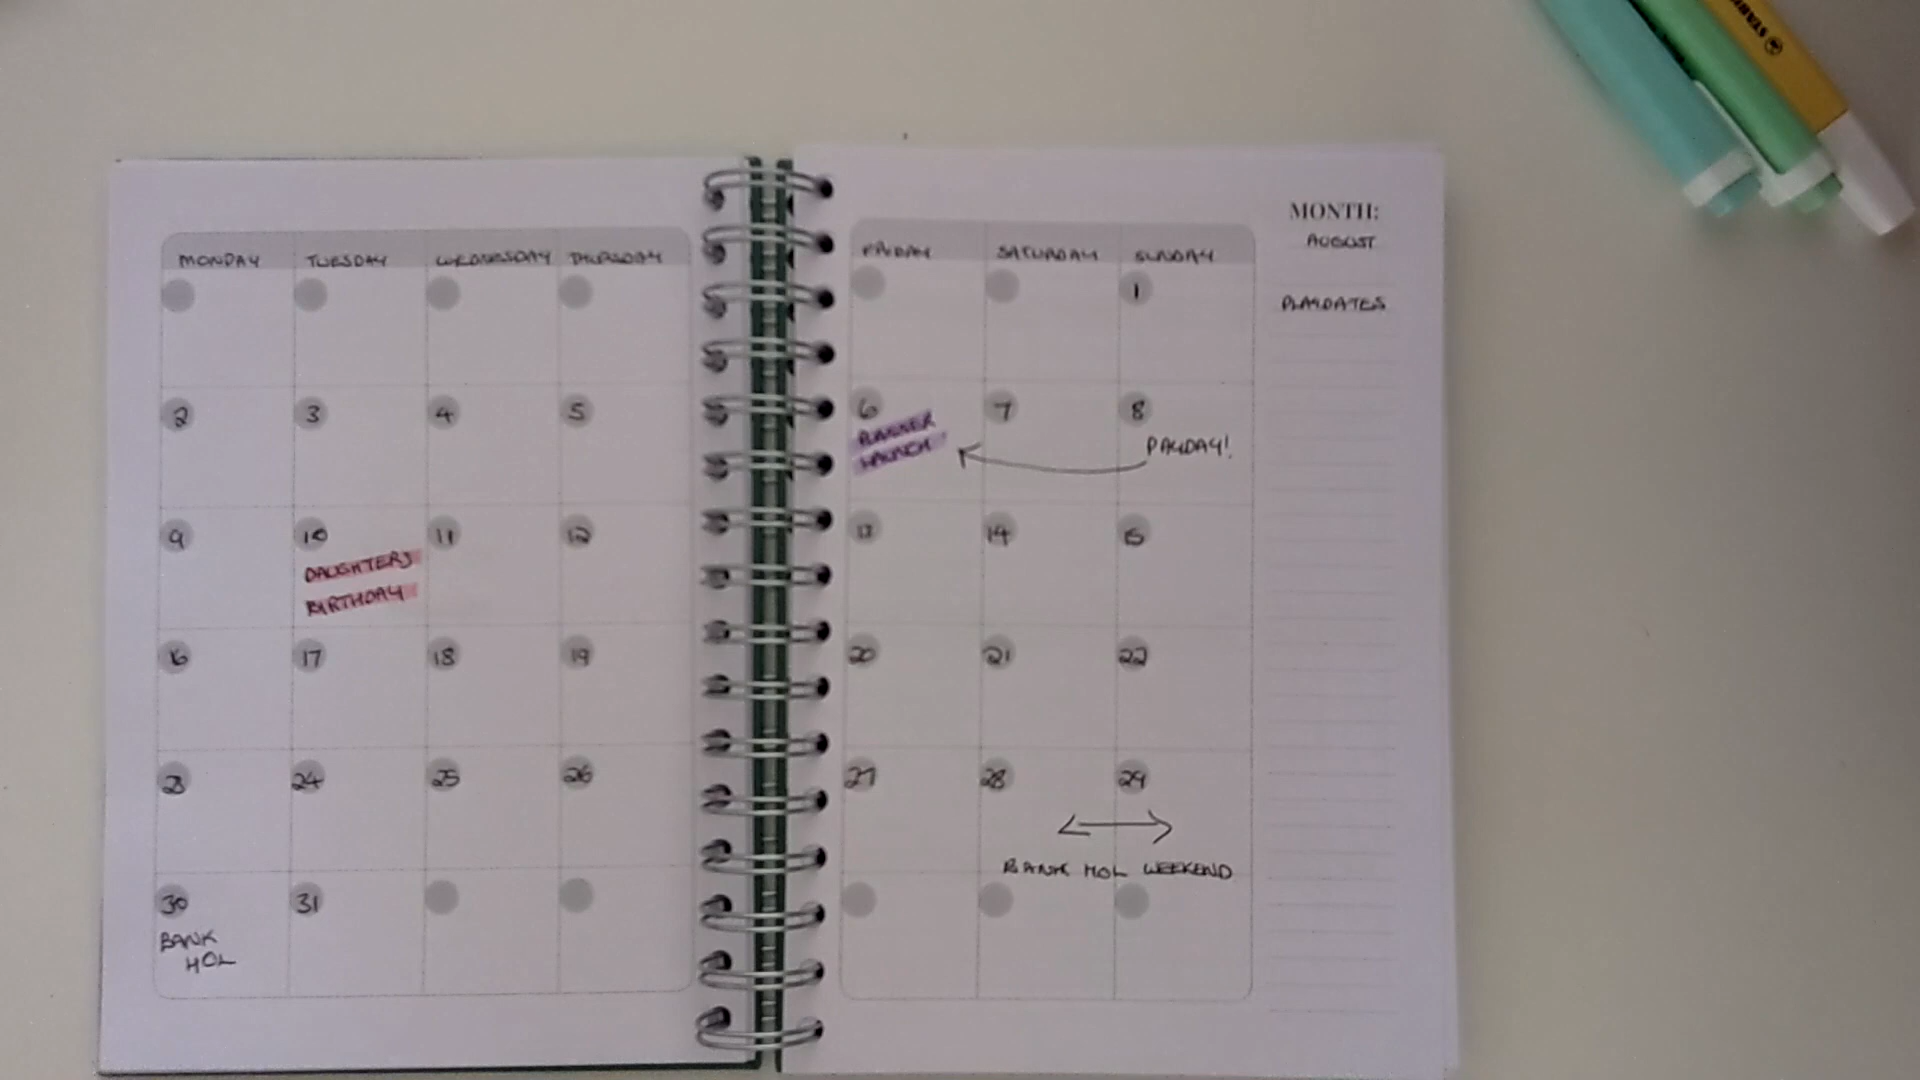 MONTH:
AUGUST
PLAYDATES
MONDAY TUESDAY WEDNESDAY THURSDAY FRIDAY SATURDAY SUNDAY
1
2 3 4 5 6 7 8
PLANNER
LAUNCH!
PAYDAY!
9 10 11 12 13 14 15
DAUGHTERS
BIRTHDAY
16 17 18 19 20 21 22
23 24 25 26 27 28 29
BANK HOL WEEKEND
30 31
BANK
HOL